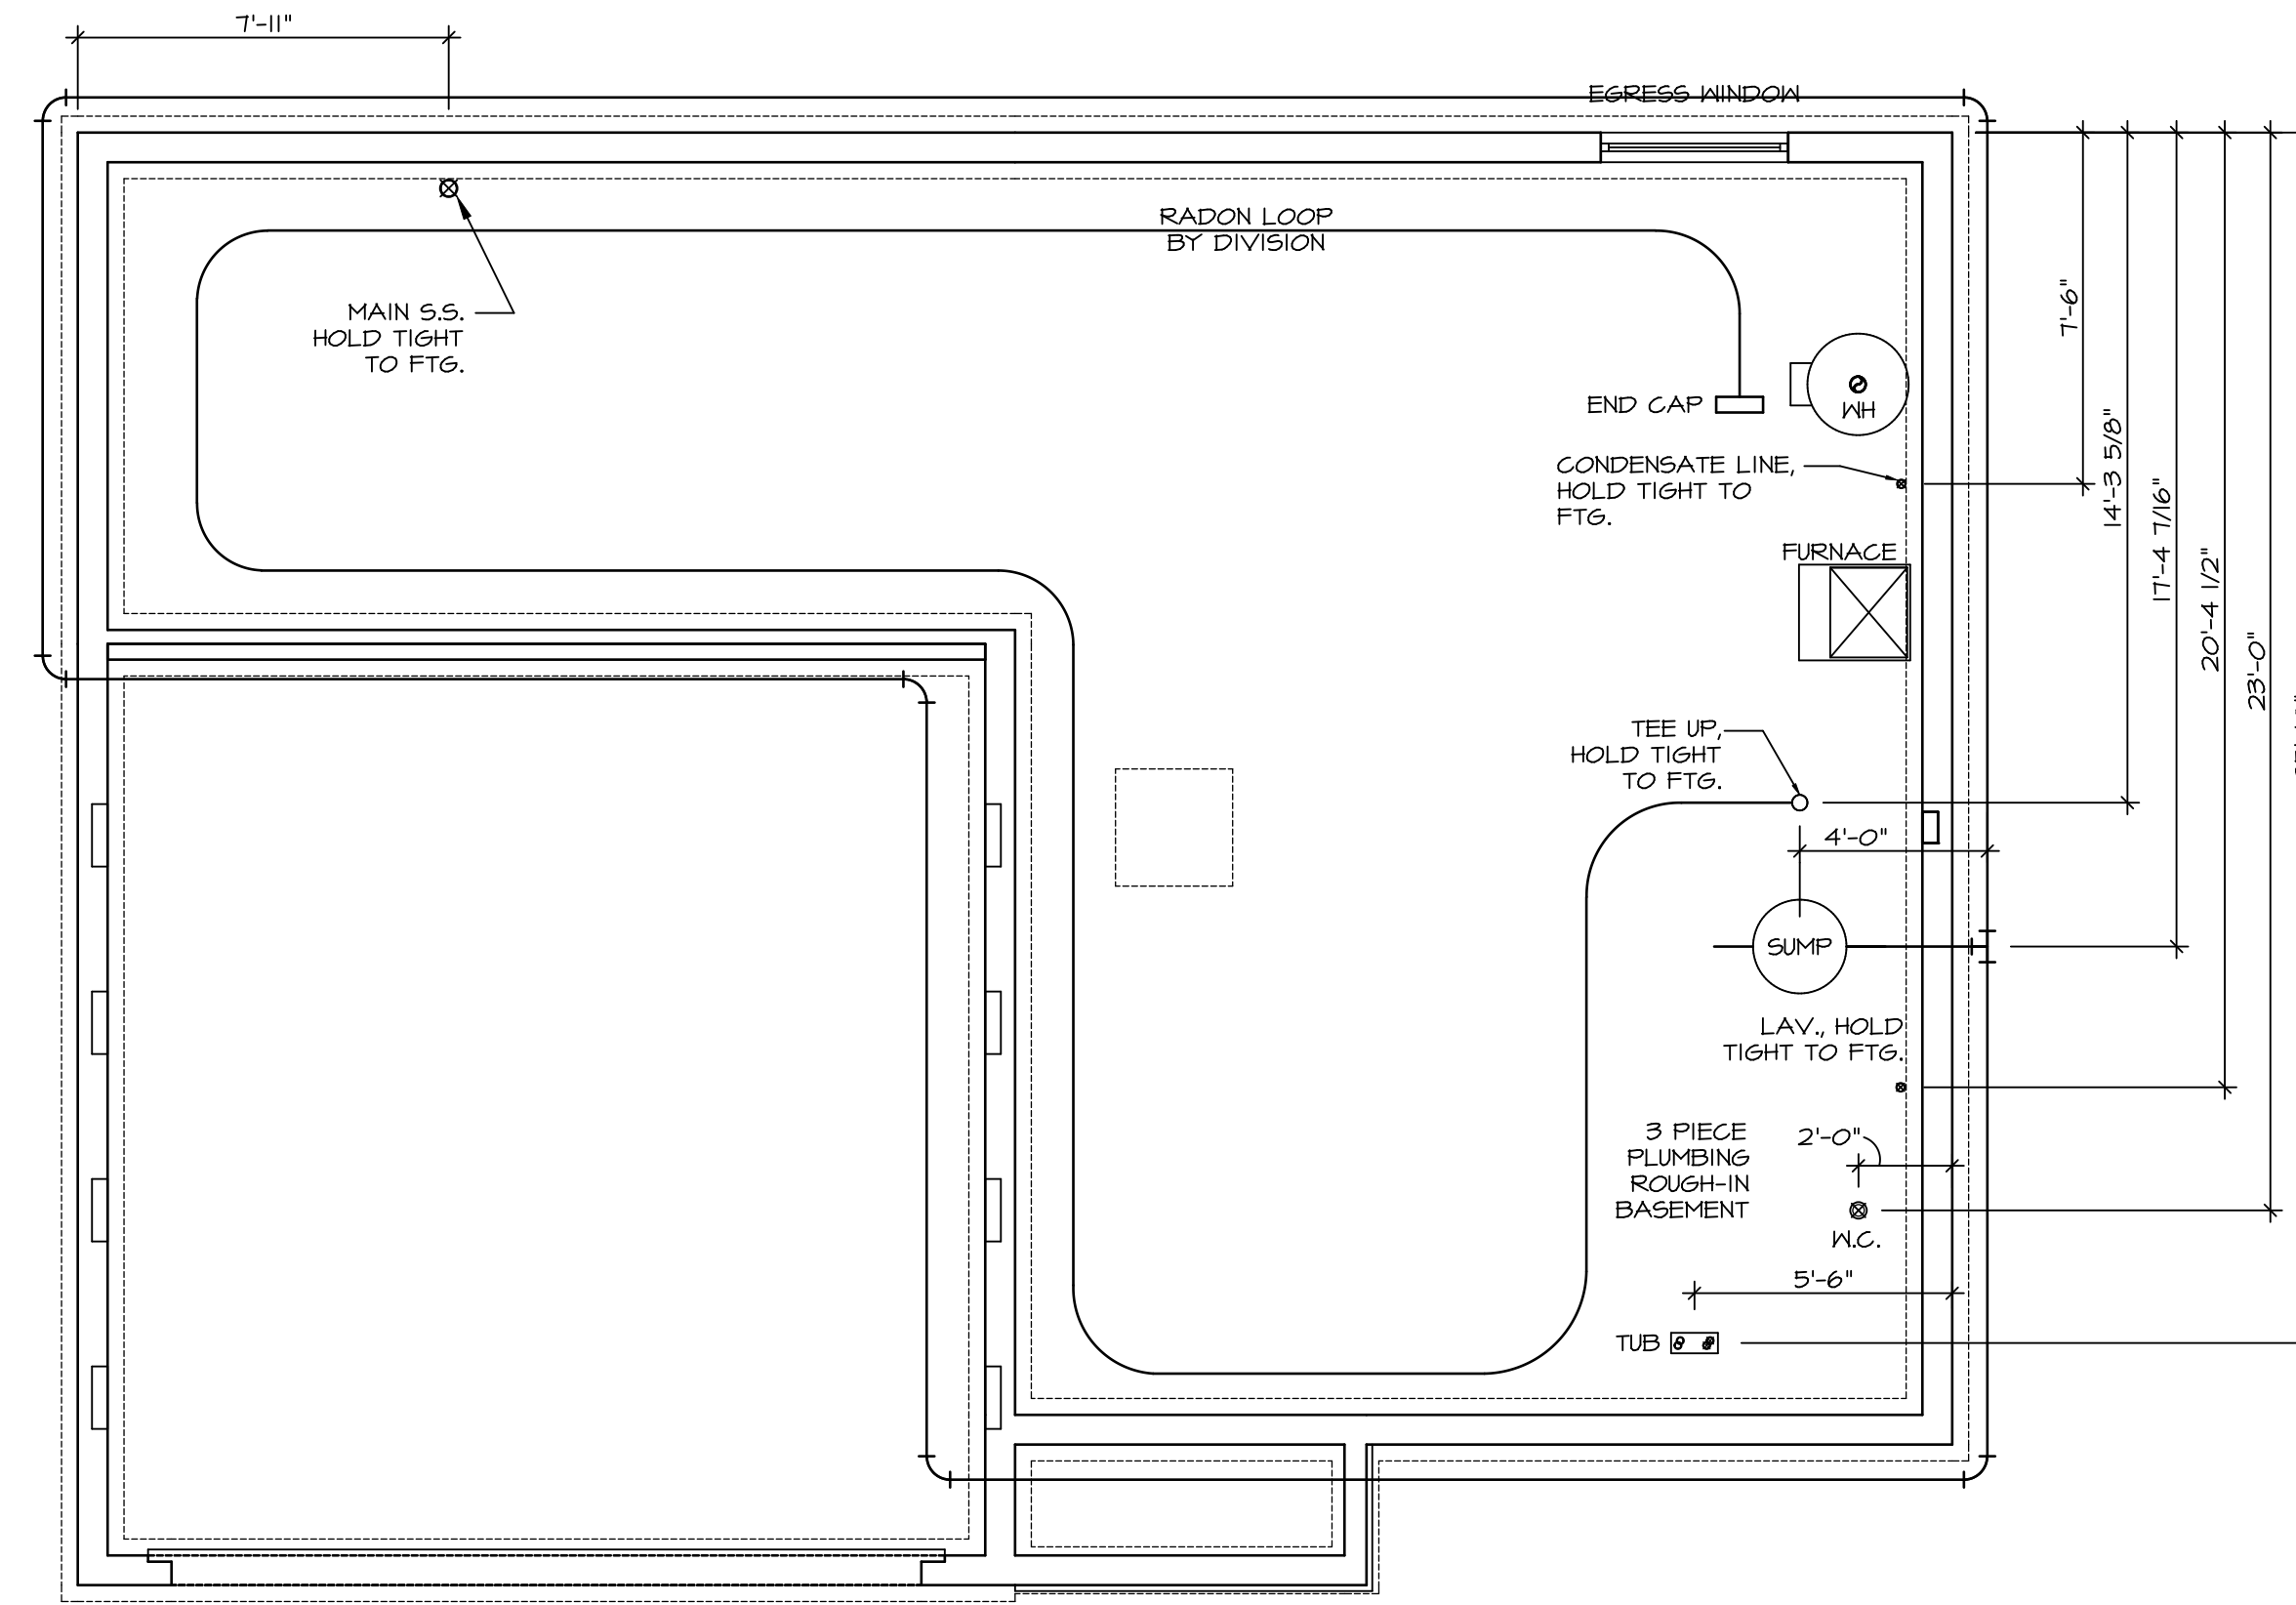 7'-11"
EGRESS WINDOW
RADON LOOP
BY DIVISION
MAIN S.S.
HOLD TIGHT
TO FTG.
7'-6"
END CAP
WH
14'-3 5/8"
CONDENSATE LINE,
HOLD TIGHT TO
FTG.
17'-4 7/16"
FURNACE
20'-4 1/2"
23'-0"
TEE UP,
HOLD TIGHT
TO FTG.
4'-0"
SUMP
LAV., HOLD
TIGHT TO FTG.
3 PIECE
PLUMBING
ROUGH-IN
BASEMENT
2'-0"
W.C.
5'-6"
TUB